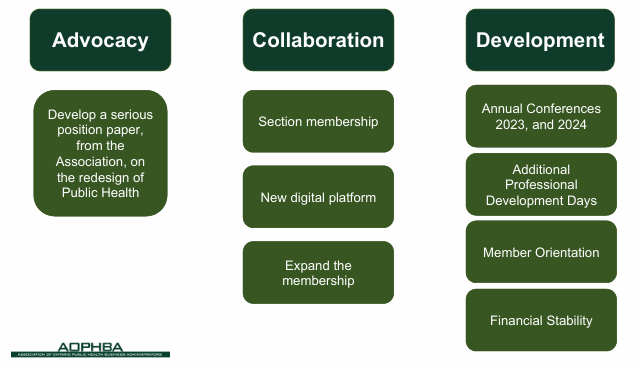 Advocacy
Develop a serious
position paper,
from the
Association, on
the redesign of
Public Health
Collaboration
Section membership
New digital platform
Expand the
membership
Development
Annual Conferences
2023, and 2024
Additional
Professional
Development Days
Member Orientation
Financial Stability
AOPHBA
ASSOCIATION OF ONTARIO PUBLIC HEALTH BUSINESS ADMINISTRATORS